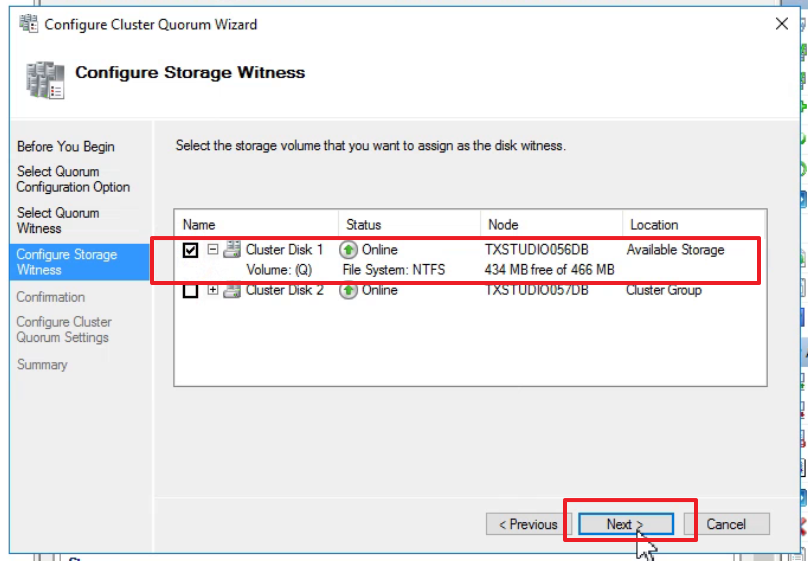 Configure Cluster Quorum Wizard
Configure Storage Witness
Before You Begin
Select Quorum
Configuration Option
Select Quorum
Witness
Configure Storage
Witness
Confirmation
Configure Cluster
Quorum Settings
Summary
Select the storage volume that you want to assign as the disk witness.
Name Status Node Location
Cluster Disk 1 Online TXSTUDIO056DB Available Storage
Volume: (Q) File System: NTFS 434 MB free of 466 MB
Cluster Disk 2 Online TXSTUDIO057DB Cluster Group
< Previous Next > Cancel